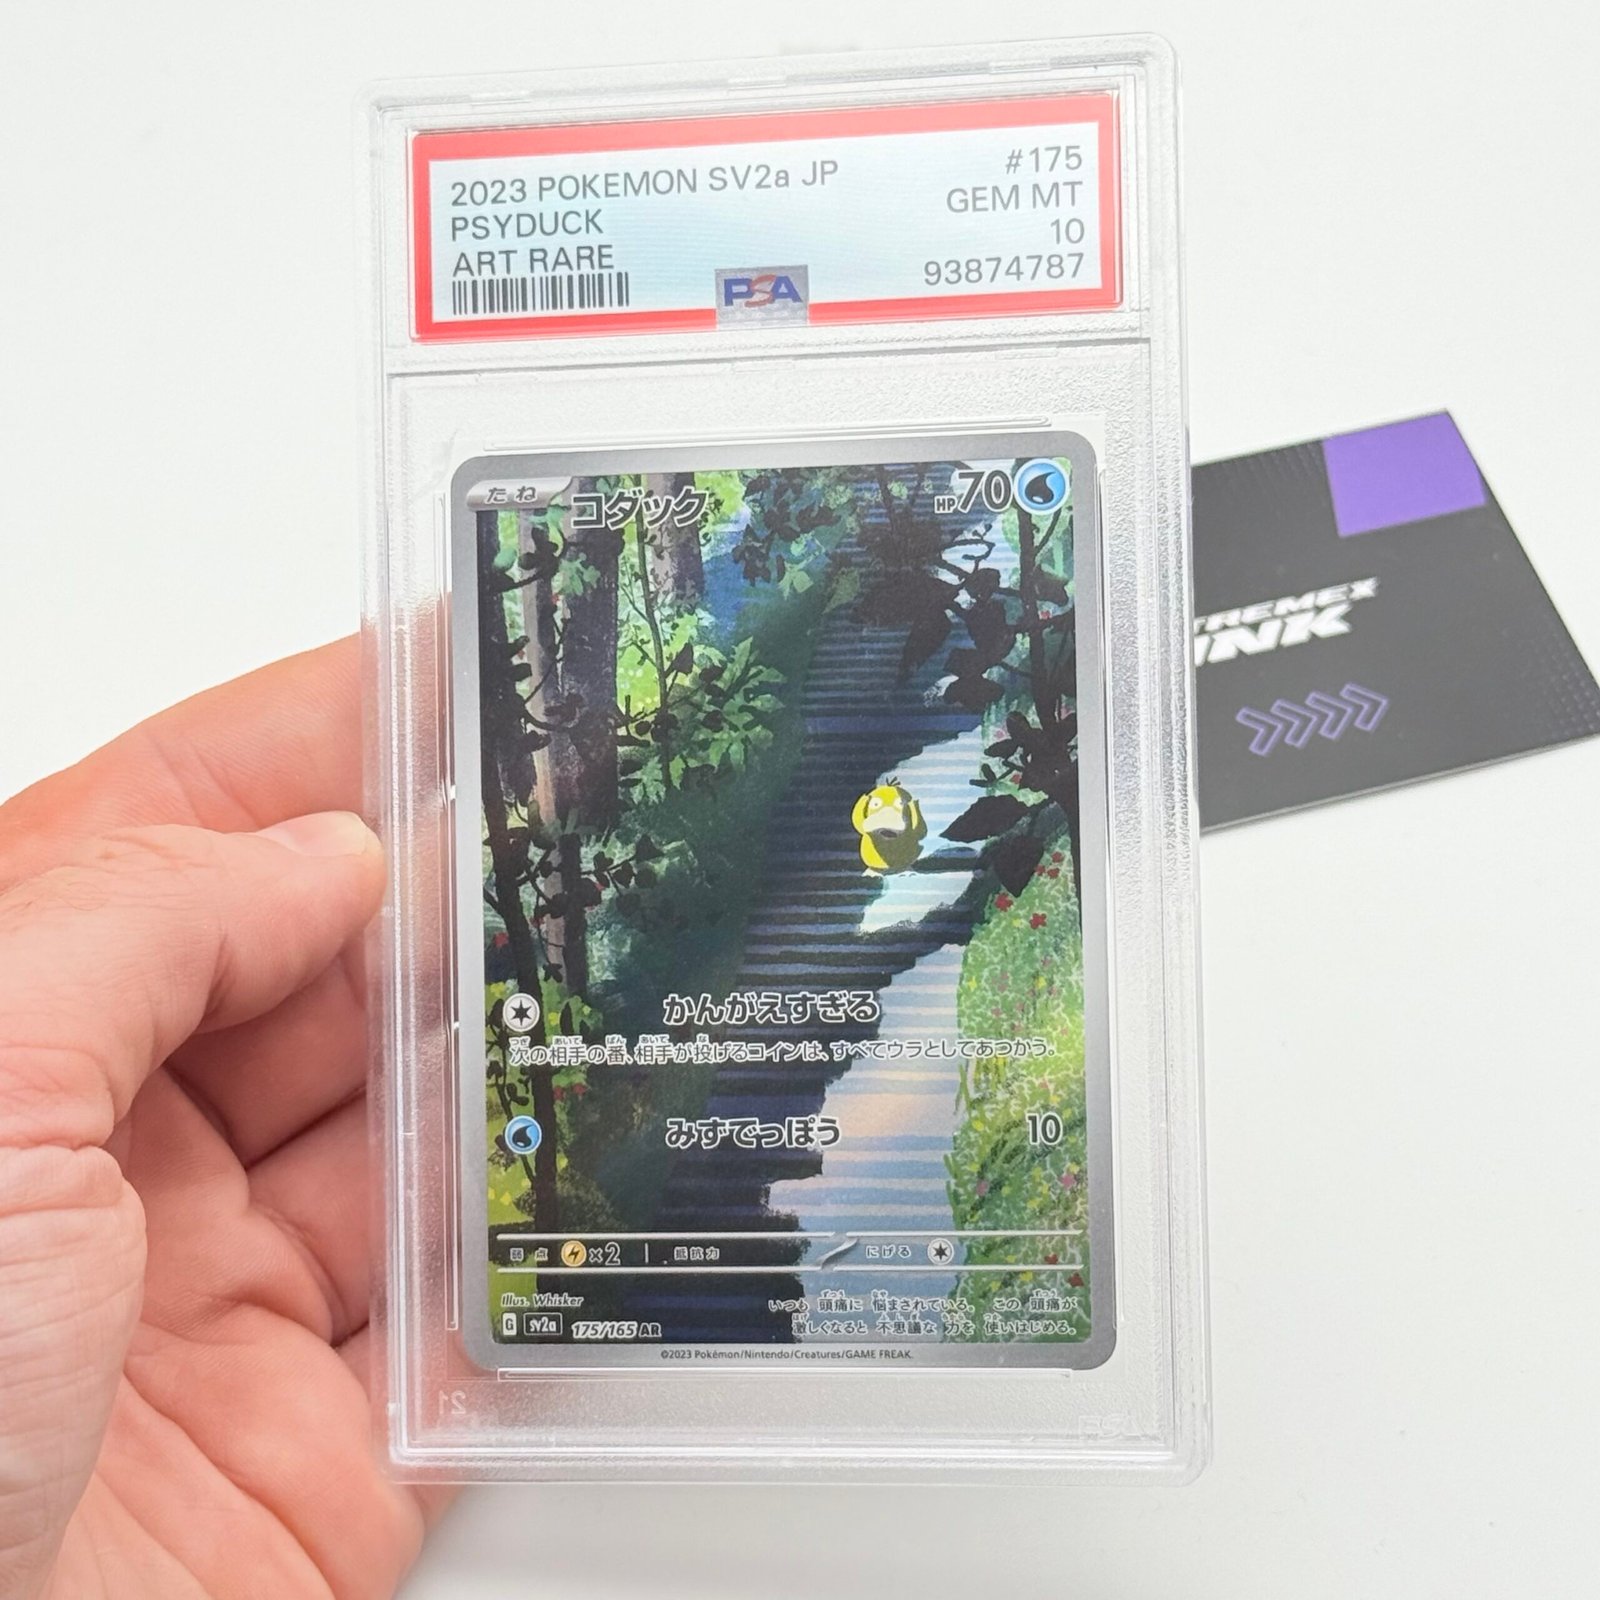 2023 POKEMON SV2a JP #175
PSYDUCK GEM MT
ART RARE 10
93874787
PSA
たね コダック HP70
かんがえすぎる
次の相手の番、相手が投げるコインは、すべてウラとしてあつかう。
みずでっぽう 10
弱点 ×2 抵抗力 にげる
Illus. Whisker
いつも 頭痛に 悩まされている。 この 頭痛が
激しくなると 不思議な 力を 使いはじめる。
G sv2a 175/165 AR
©2023 Pokémon/Nintendo/Creatures/GAME FREAK.
TREMEX
INK
21